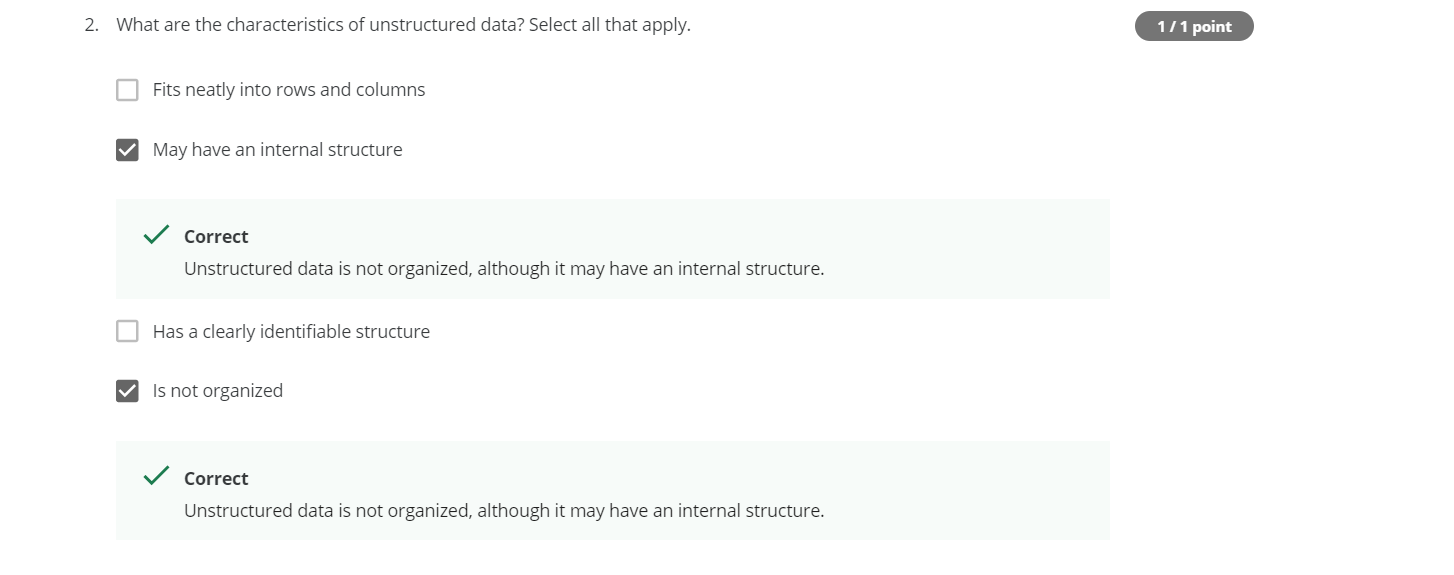 2. What are the characteristics of unstructured data? Select all that apply.
1 / 1 point
Fits neatly into rows and columns
May have an internal structure
Correct
Unstructured data is not organized, although it may have an internal structure.
Has a clearly identifiable structure
Is not organized
Correct
Unstructured data is not organized, although it may have an internal structure.